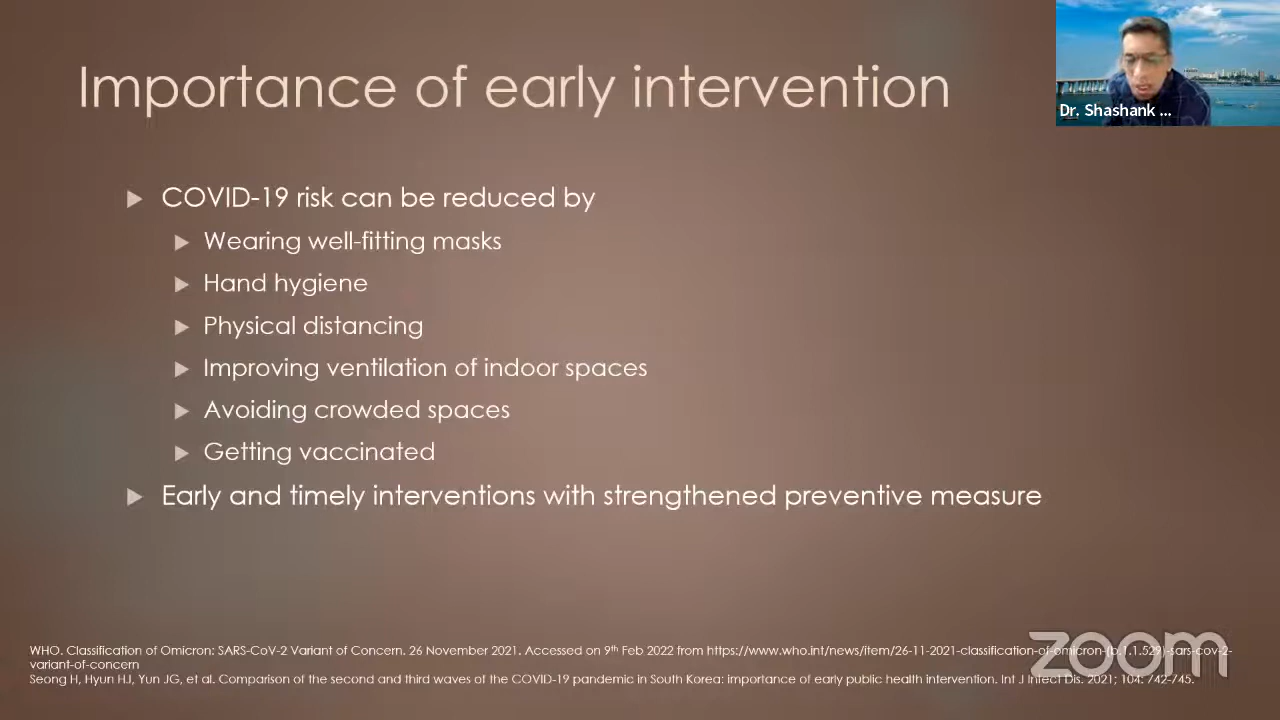 Importance of early intervention
Dr. Shashank ...
COVID-19 risk can be reduced by
Wearing well-fitting masks
Hand hygiene
Physical distancing
Improving ventilation of indoor spaces
Avoiding crowded spaces
Getting vaccinated
Early and timely interventions with strengthened preventive measure
WHO. Classification of Omicron: SARS-CoV-2 Variant of Concern. 26 November 2021. Accessed on 9th Feb 2022 from https://www.who.int/news/item/26-11-2021-classification-of-omicron-(b.1.1.529)-sars-cov-2-
variant-of-concern
Seong H, Hyun HJ, Yun JG, et al. Comparison of the second and third waves of the COVID-19 pandemic in South Korea: importance of early public health intervention. Int J Infect Dis. 2021; 104: 742-745.
zoom